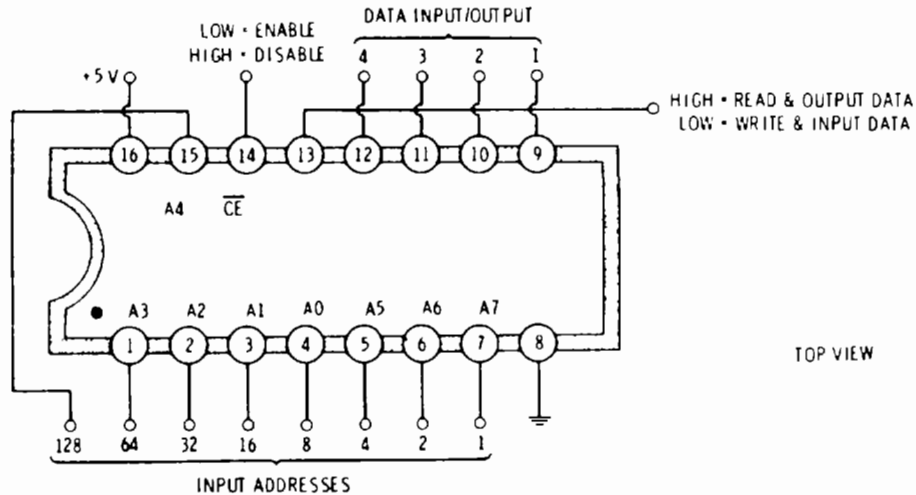 DATA INPUT/OUTPUT
LOW = ENABLE
HIGH = DISABLE
4 3 2 1
+5V
HIGH = READ & OUTPUT DATA
LOW = WRITE & INPUT DATA
16 15 14 13 12 11 10 9
A4 CE
A3 A2 A1 A0 A5 A6 A7
1 2 3 4 5 6 7 8
TOP VIEW
128 64 32 16 8 4 2 1
INPUT ADDRESSES